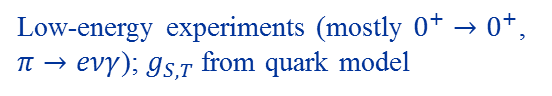 Low-energy experiments (mostly 0⁺ → 0⁺,
π → eνγ); g_{S,T} from quark model